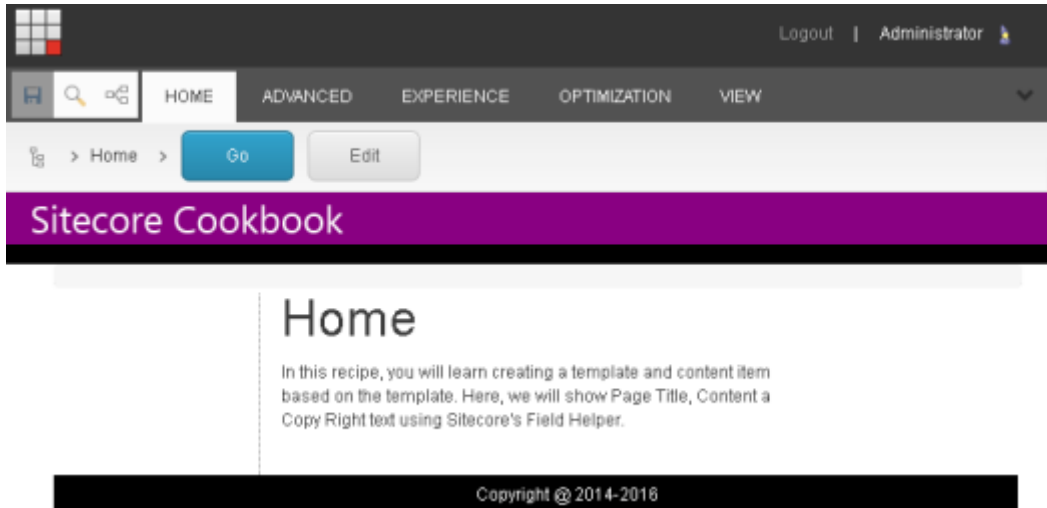 Logout | Administrator
HOME ADVANCED EXPERIENCE OPTIMIZATION VIEW
> Home > Go Edit
Sitecore Cookbook
Home
In this recipe, you will learn creating a template and content item
based on the template. Here, we will show Page Title, Content a
Copy Right text using Sitecore's Field Helper.
Copyright @ 2014-2016